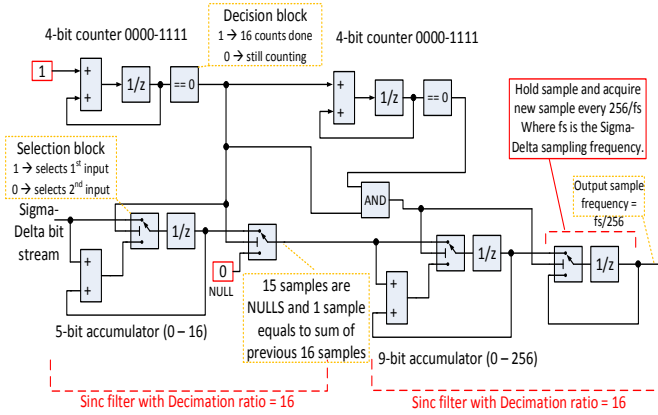 Decision block
1 → 16 counts done
0 → still counting
4-bit counter 0000-1111
4-bit counter 0000-1111
1
+
+
1/z
== 0
+
+
1/z
== 0
Hold sample and acquire
new sample every 256/fs
Where fs is the Sigma-
Delta sampling frequency.
Selection block
1 → selects 1st input
0 → selects 2nd input
Output sample
frequency =
fs/256
AND
Sigma-
Delta bit
stream
1/z
+
+
0
NULL
1/z
+
+
1/z
15 samples are
NULLS and 1 sample
equals to sum of
previous 16 samples
5-bit accumulator (0 – 16)
9-bit accumulator (0 – 256)
Sinc filter with Decimation ratio = 16
Sinc filter with Decimation ratio = 16